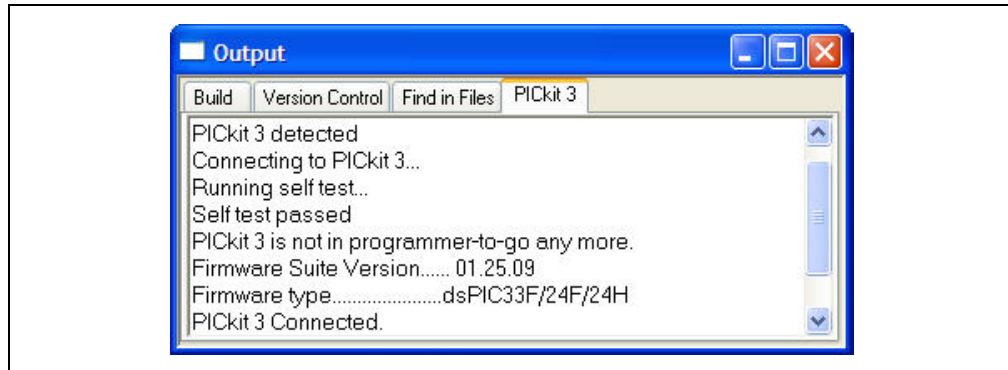 Output
Build Version Control Find in Files PICkit 3
PICkit 3 detected
Connecting to PICkit 3...
Running self test...
Self test passed
PICkit 3 is not in programmer-to-go any more.
Firmware Suite Version...... 01.25.09
Firmware type......................dsPIC33F/24F/24H
PICkit 3 Connected.